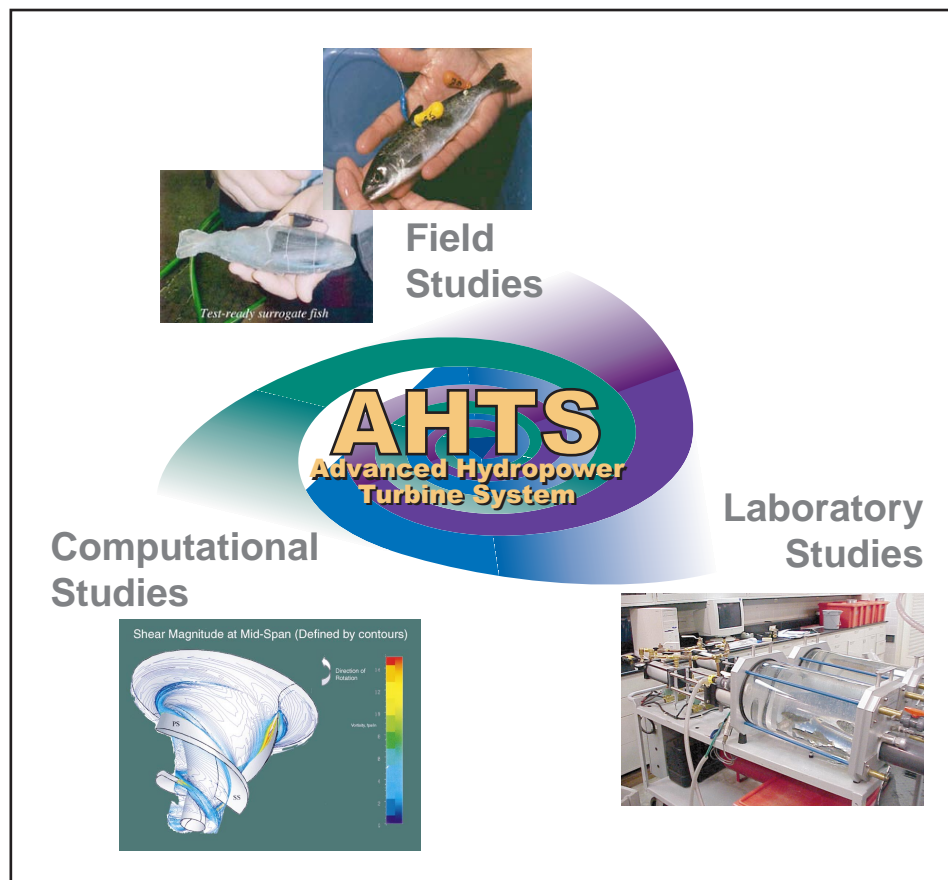 Field
Studies
Test-ready surrogate fish
AHTS
Advanced Hydropower
Turbine System
Laboratory
Studies
Computational
Studies
Shear Magnitude at Mid-Span (Defined by contours)
Direction of
Rotation
PS
SS